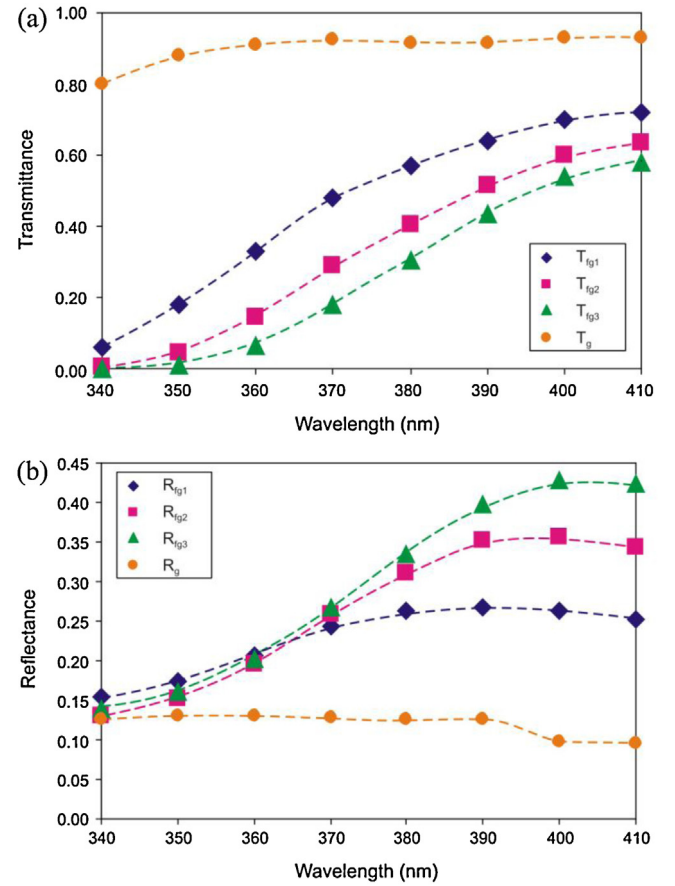 (a)
1.00
0.80
0.60
0.40
0.20
0.00
Transmittance
Tfg1
Tfg2
Tfg3
Tg
340 350 360 370 380 390 400 410
Wavelength (nm)
(b)
0.45
0.40
0.35
0.30
0.25
0.20
0.15
0.10
0.05
0.00
Reflectance
Rfg1
Rfg2
Rfg3
Rg
340 350 360 370 380 390 400 410
Wavelength (nm)